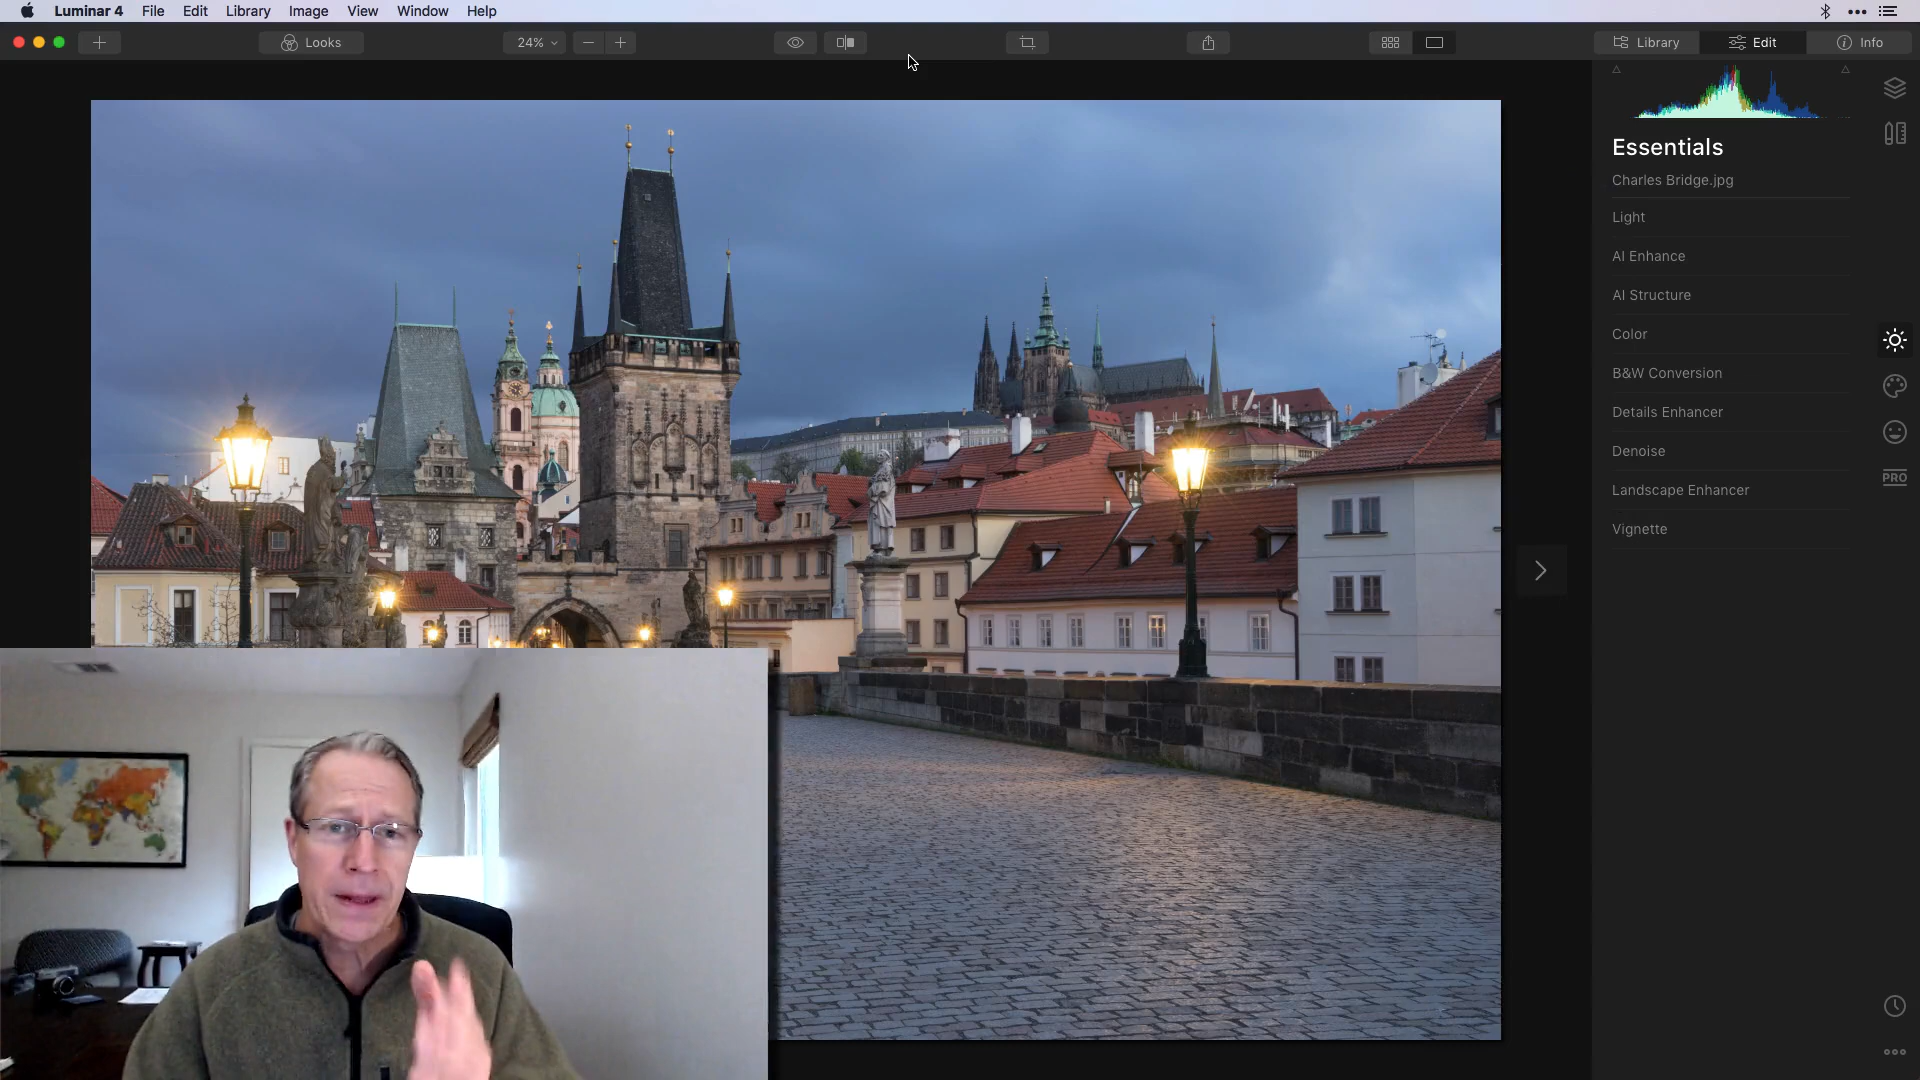 Luminar 4 File Edit Library Image View Window Help
Looks 24% Library Edit Info
Essentials
Charles Bridge.jpg
Light
AI Enhance
AI Structure
Color
B&W Conversion
Details Enhancer
Denoise
Landscape Enhancer
Vignette
PRO